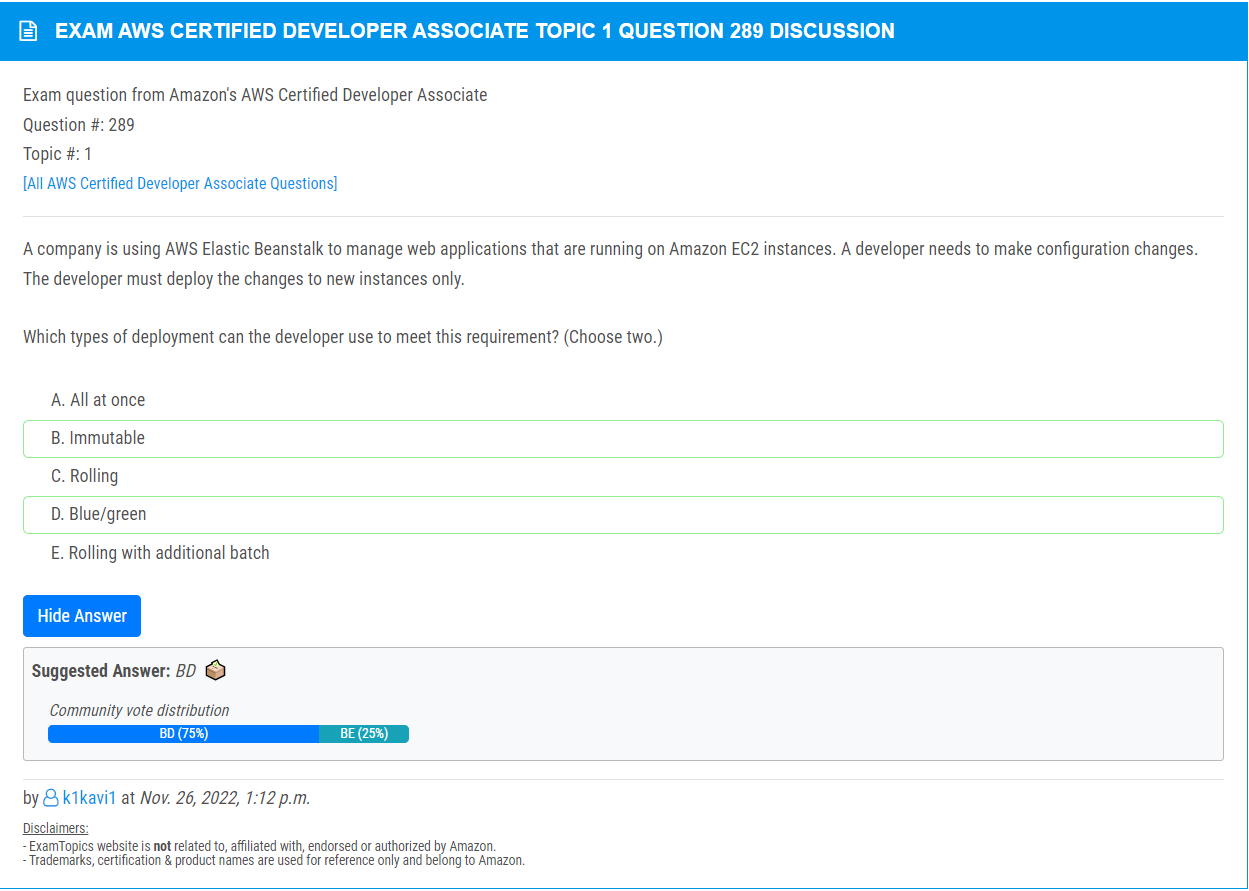 EXAM AWS CERTIFIED DEVELOPER ASSOCIATE TOPIC 1 QUESTION 289 DISCUSSION
Exam question from Amazon's AWS Certified Developer Associate
Question #: 289
Topic #: 1
[All AWS Certified Developer Associate Questions]
A company is using AWS Elastic Beanstalk to manage web applications that are running on Amazon EC2 instances. A developer needs to make configuration changes.
The developer must deploy the changes to new instances only.
Which types of deployment can the developer use to meet this requirement? (Choose two.)
A. All at once
B. Immutable
C. Rolling
D. Blue/green
E. Rolling with additional batch
Hide Answer
Suggested Answer: BD
Community vote distribution
BD (75%) BE (25%)
by k1kavi1 at Nov. 26, 2022, 1:12 p.m.
Disclaimers:
- ExamTopics website is not related to, affiliated with, endorsed or authorized by Amazon.
- Trademarks, certification & product names are used for reference only and belong to Amazon.